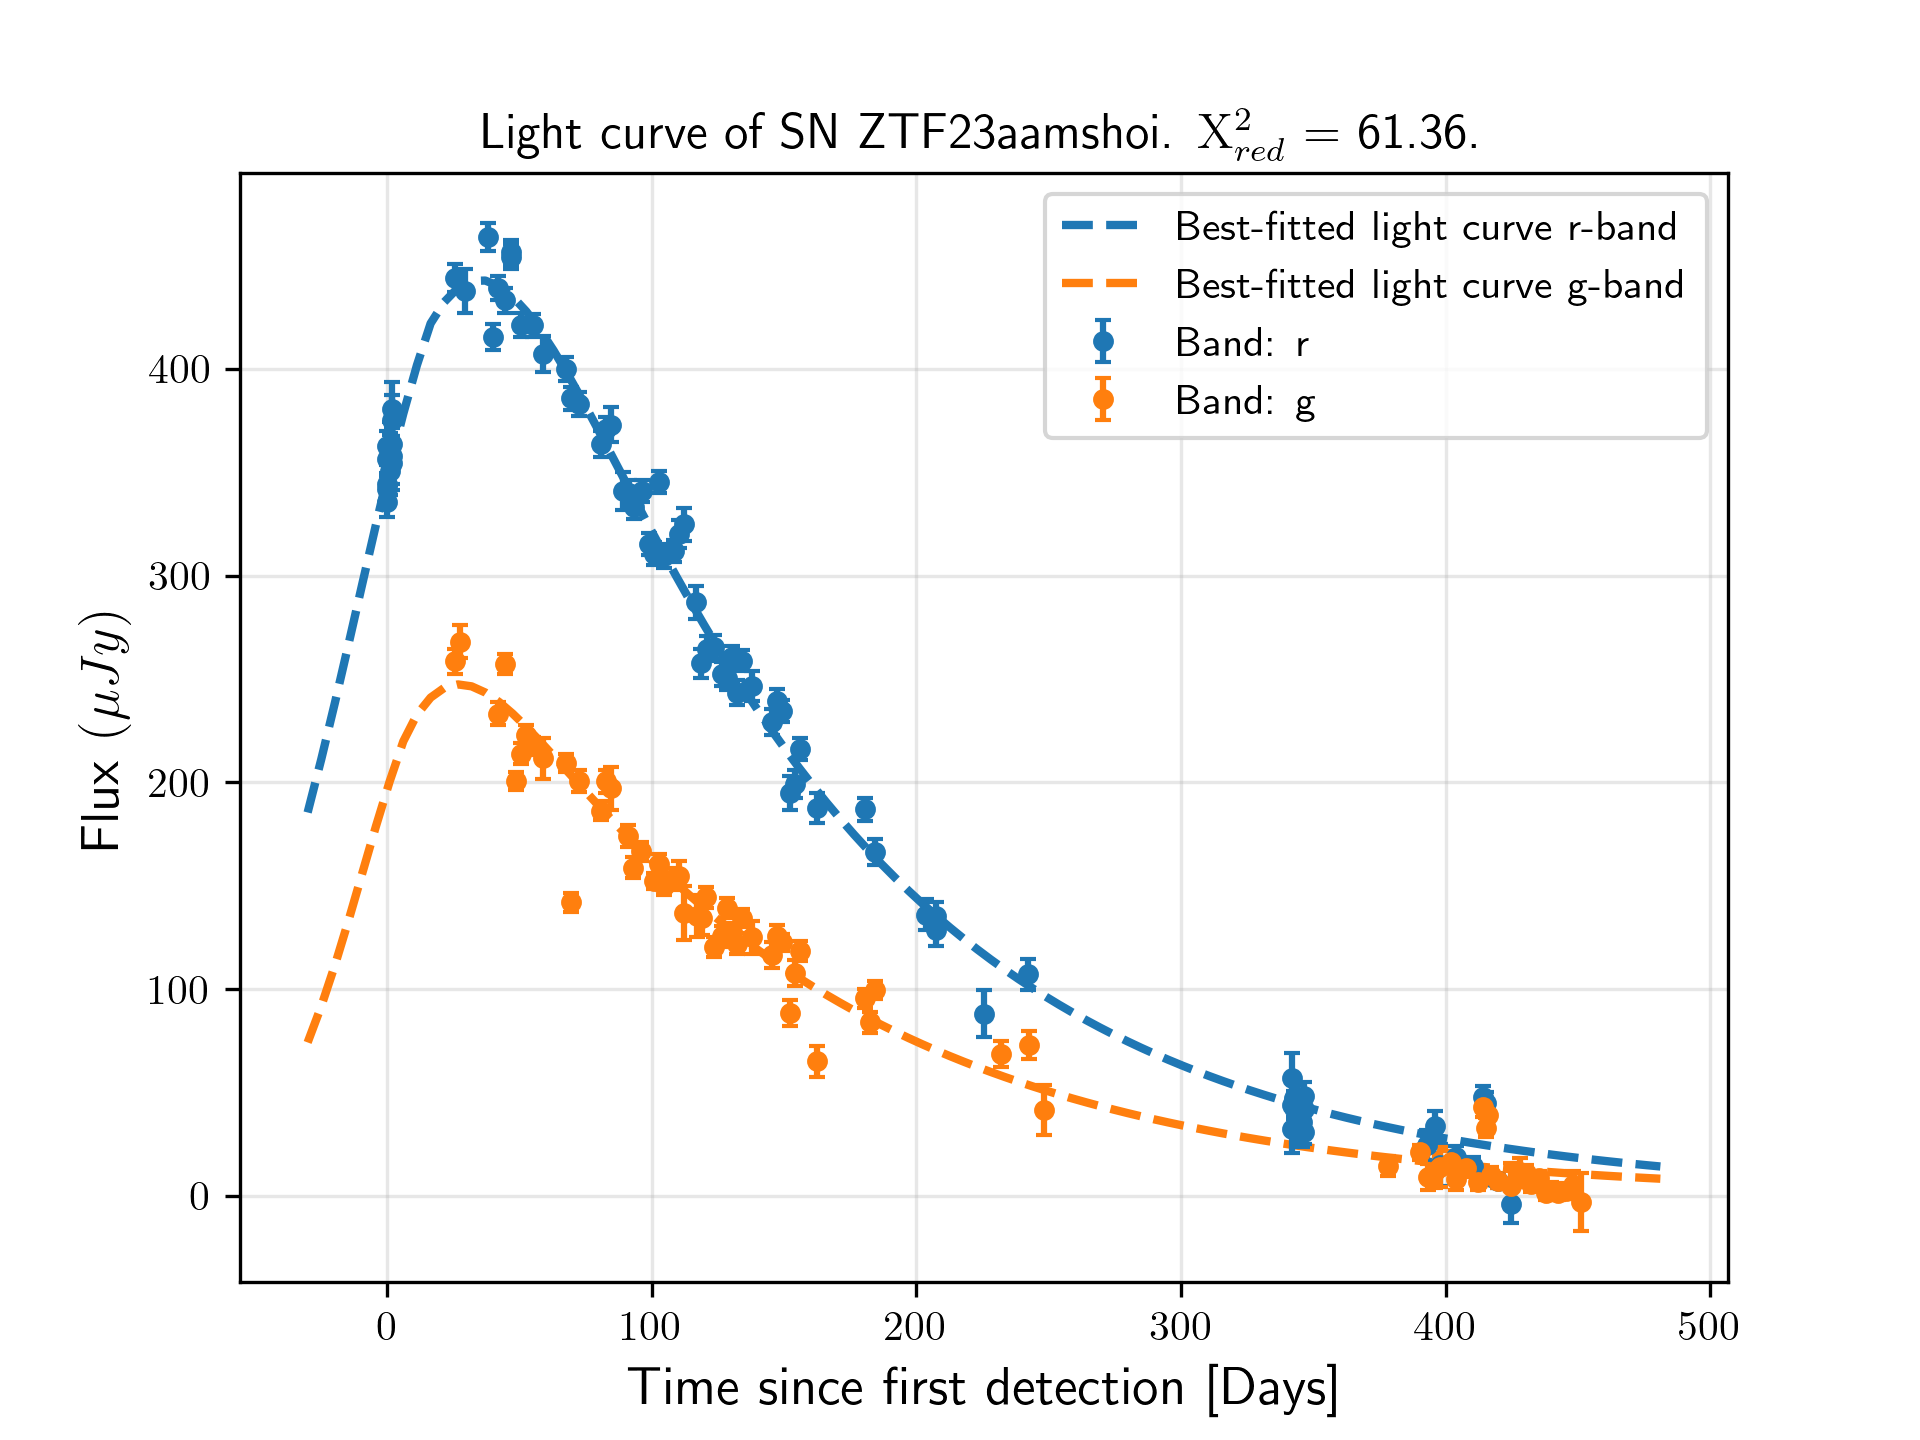 Light curve of SN ZTF23aamshoi. X²_red = 61.36.
Best-fitted light curve r-band
Best-fitted light curve g-band
Band: r
Band: g
Flux (μJy)
400
300
200
100
0
0 100 200 300 400 500
Time since first detection [Days]